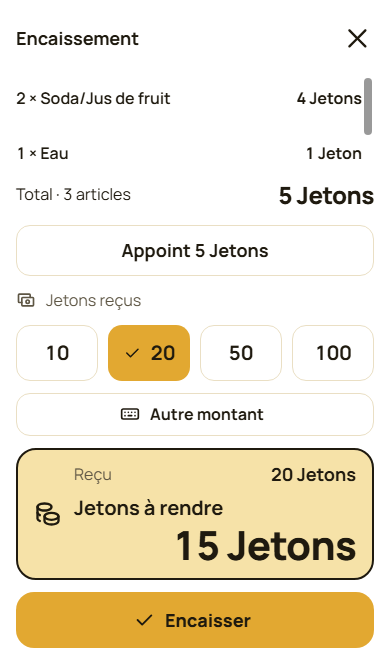 Encaissement
2 × Soda/Jus de fruit 4 Jetons
1 × Eau 1 Jeton
Total · 3 articles 5 Jetons
Appoint 5 Jetons
Jetons reçus
10 20 50 100
Autre montant
Reçu 20 Jetons
Jetons à rendre
15 Jetons
Encaisser